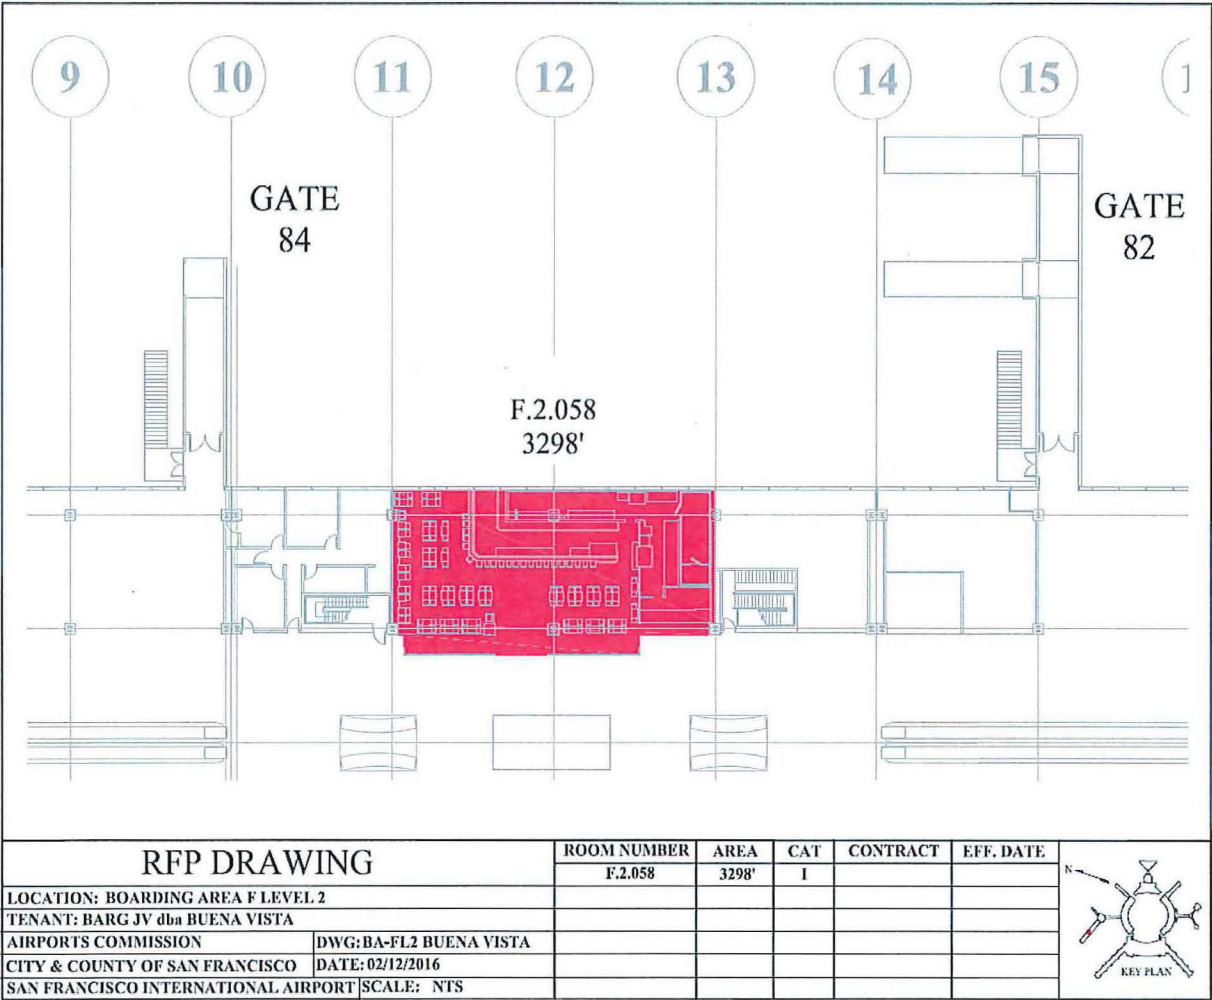 9 10 11 12 13 14 15 1
GATE
84
GATE
82
F.2.058
3298'
RFP DRAWING
LOCATION: BOARDING AREA F LEVEL 2
TENANT: BARG JV dba BUENA VISTA
AIRPORTS COMMISSION DWG: BA-FL2 BUENA VISTA
CITY & COUNTY OF SAN FRANCISCO DATE: 02/12/2016
SAN FRANCISCO INTERNATIONAL AIRPORT SCALE: NTS
ROOM NUMBER AREA CAT CONTRACT EFF. DATE
F.2.058 3298' I
N
KEY PLAN